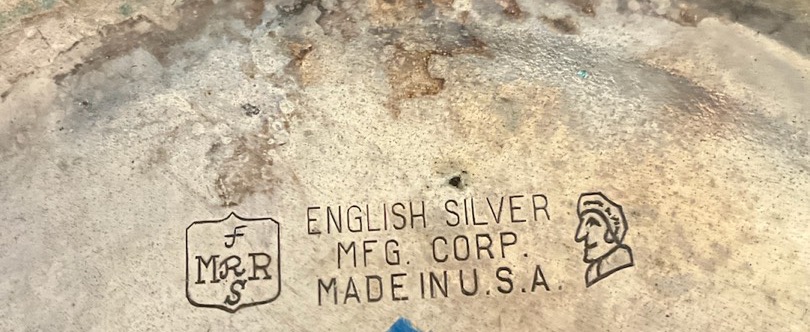 F
MRR
S
ENGLISH SILVER
MFG. CORP.
MADE IN U.S.A.